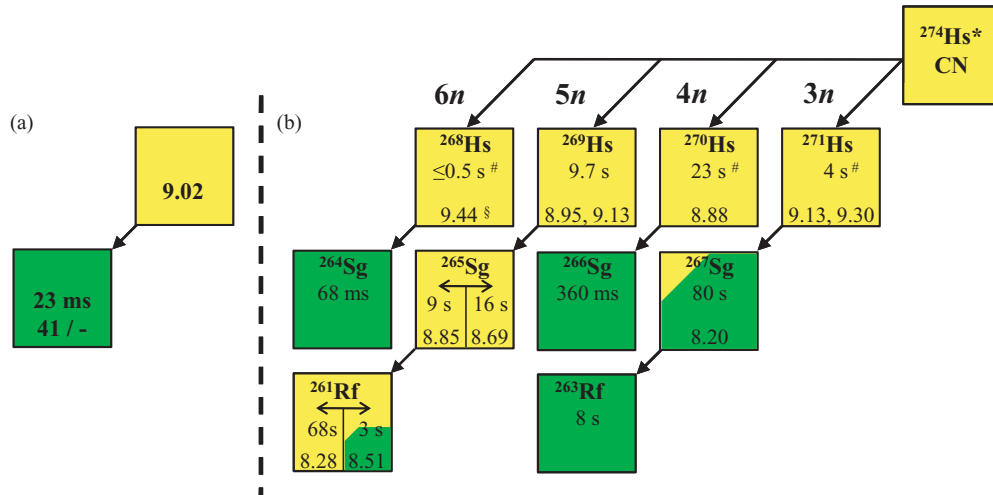 ²⁷⁴Hs*
CN
6n 5n 4n 3n
(a)
(b)
9.02
23 ms
41 / -
²⁶⁸Hs
≤0.5 s #
9.44 §
²⁶⁹Hs
9.7 s
8.95, 9.13
²⁷⁰Hs
23 s #
8.88
²⁷¹Hs
4 s #
9.13, 9.30
²⁶⁴Sg
68 ms
²⁶⁵Sg
9 s 16 s
8.85 8.69
²⁶⁶Sg
360 ms
²⁶⁷Sg
80 s
8.20
²⁶¹Rf
68s 3 s
8.28 8.51
²⁶³Rf
8 s